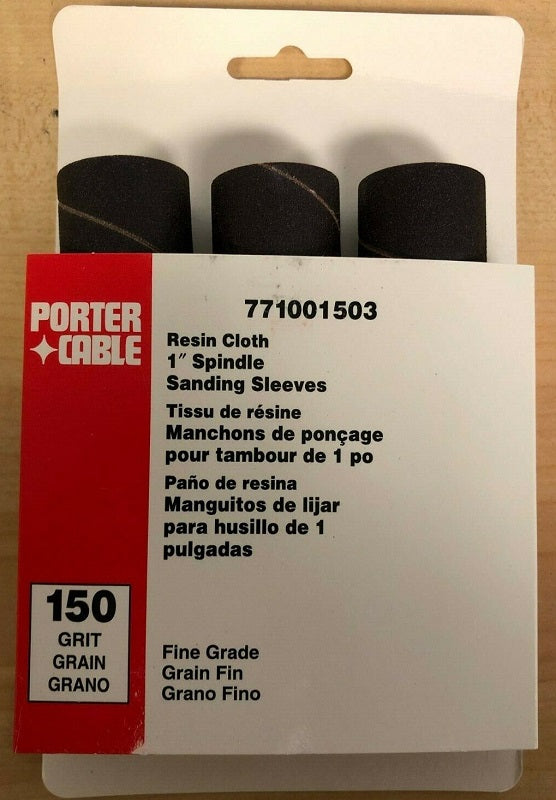 771001503
PORTER
CABLE
Resin Cloth
1" Spindle
Sanding Sleeves
Tissu de résine
Manchons de ponçage
pour tambour de 1 po
Paño de resina
Manguitos de lijar
para husillo de 1
pulgadas
150
GRIT
GRAIN
GRANO
Fine Grade
Grain Fin
Grano Fino